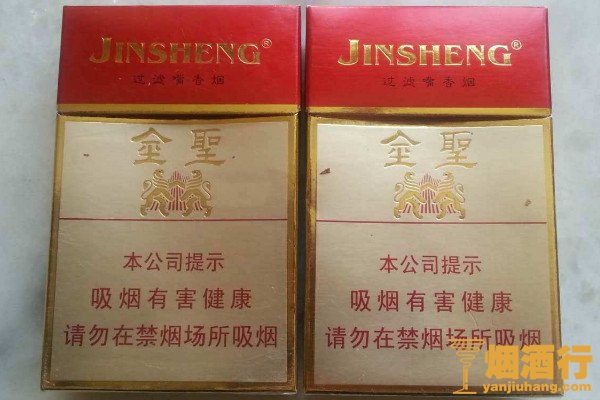 JINSHENG®
过滤嘴香烟
金聖
本公司提示
吸烟有害健康
请勿在禁烟场所吸烟
JINSHENG®
过滤嘴香烟
金聖
本公司提示
吸烟有害健康
请勿在禁烟场所吸烟
烟酒行
yanjiuhang.com